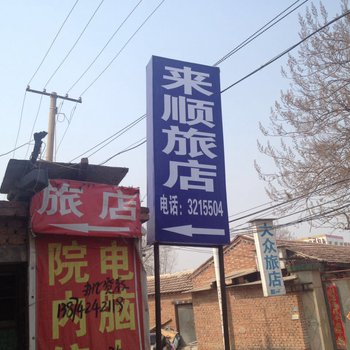 来顺旅店
电话：3215504
旅店
电脑
院内
大众旅店